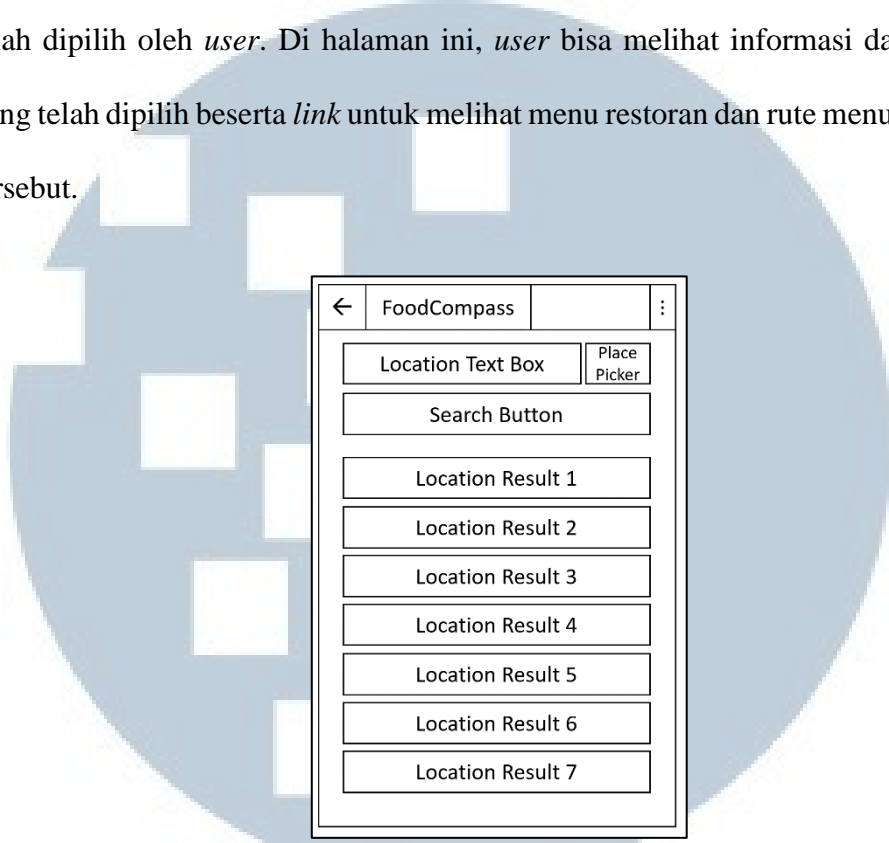 lah dipilih oleh user. Di halaman ini, user bisa melihat informasi da
ng telah dipilih beserta link untuk melihat menu restoran dan rute menu
rsebut.
← FoodCompass ⋮
Location Text Box Place Picker
Search Button
Location Result 1
Location Result 2
Location Result 3
Location Result 4
Location Result 5
Location Result 6
Location Result 7